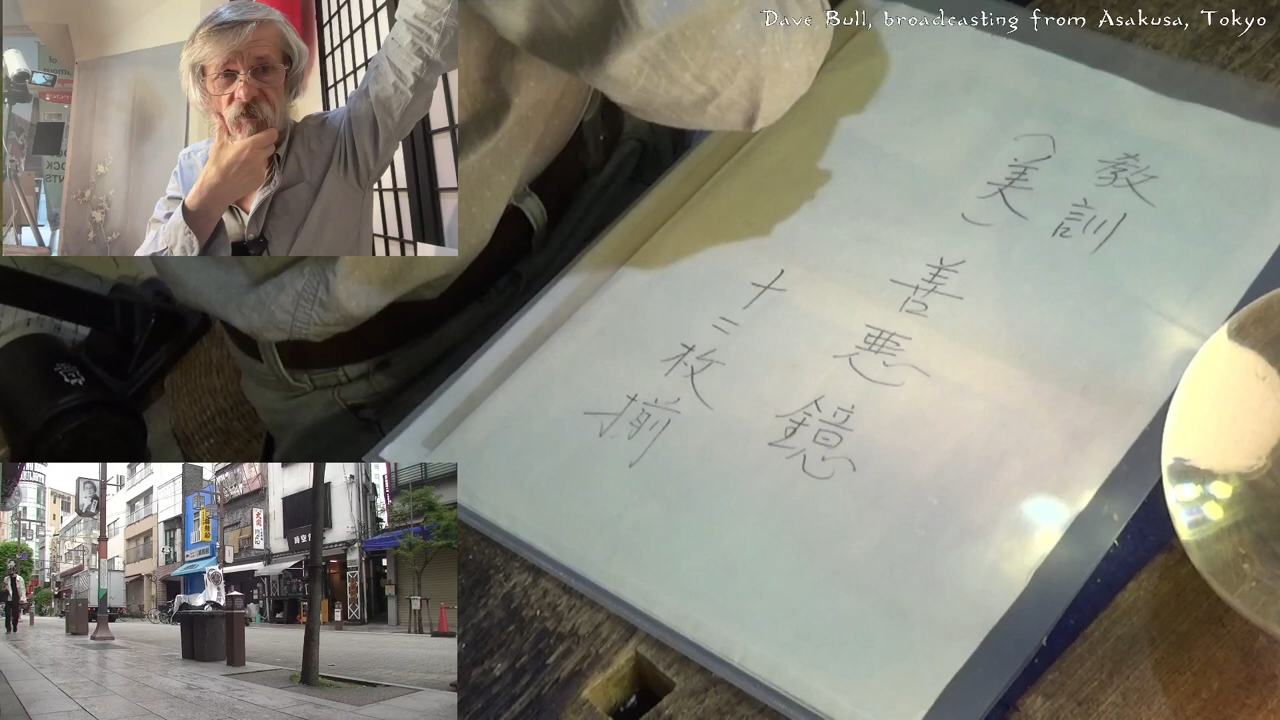 Dave Bull, broadcasting from Asakusa, Tokyo
教訓
（美）
善悪鏡
十二枚揃